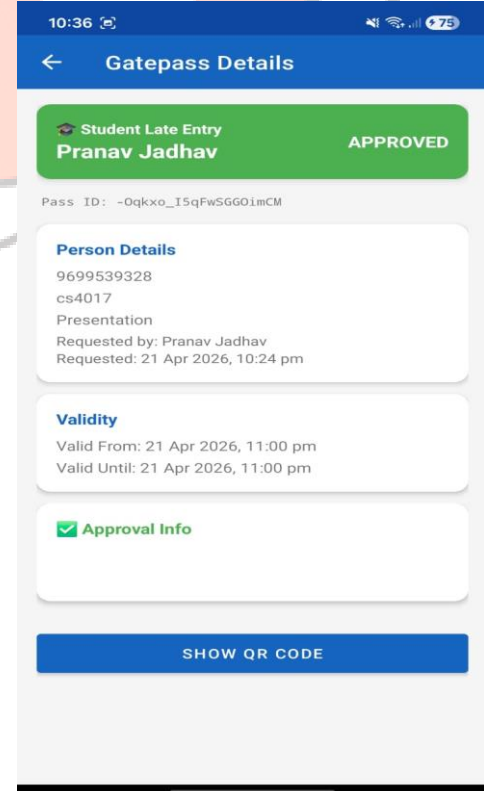 10:36
75
Gatepass Details
🎓 Student Late Entry
Pranav Jadhav
APPROVED
Pass ID: -Oqkxo_I5qFwSGGOimCM
Person Details
9699539328
cs4017
Presentation
Requested by: Pranav Jadhav
Requested: 21 Apr 2026, 10:24 pm
Validity
Valid From: 21 Apr 2026, 11:00 pm
Valid Until: 21 Apr 2026, 11:00 pm
✅ Approval Info
SHOW QR CODE